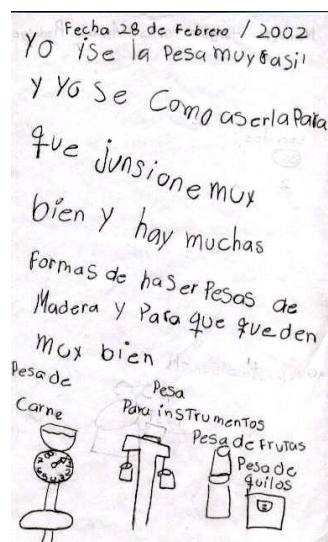 Fecha 28 de Febrero / 2002
Yo ise la Pesa muy fasil
y Yo Se Como aserla Para
que junsione muy
bien y hay muchas
formas de haser Pesas de
Madera y Para que queden
muy bien
Pesa de
Carne
Pesa
Para insTrumentos
Pesa de FruTas
Pesa de
quilos